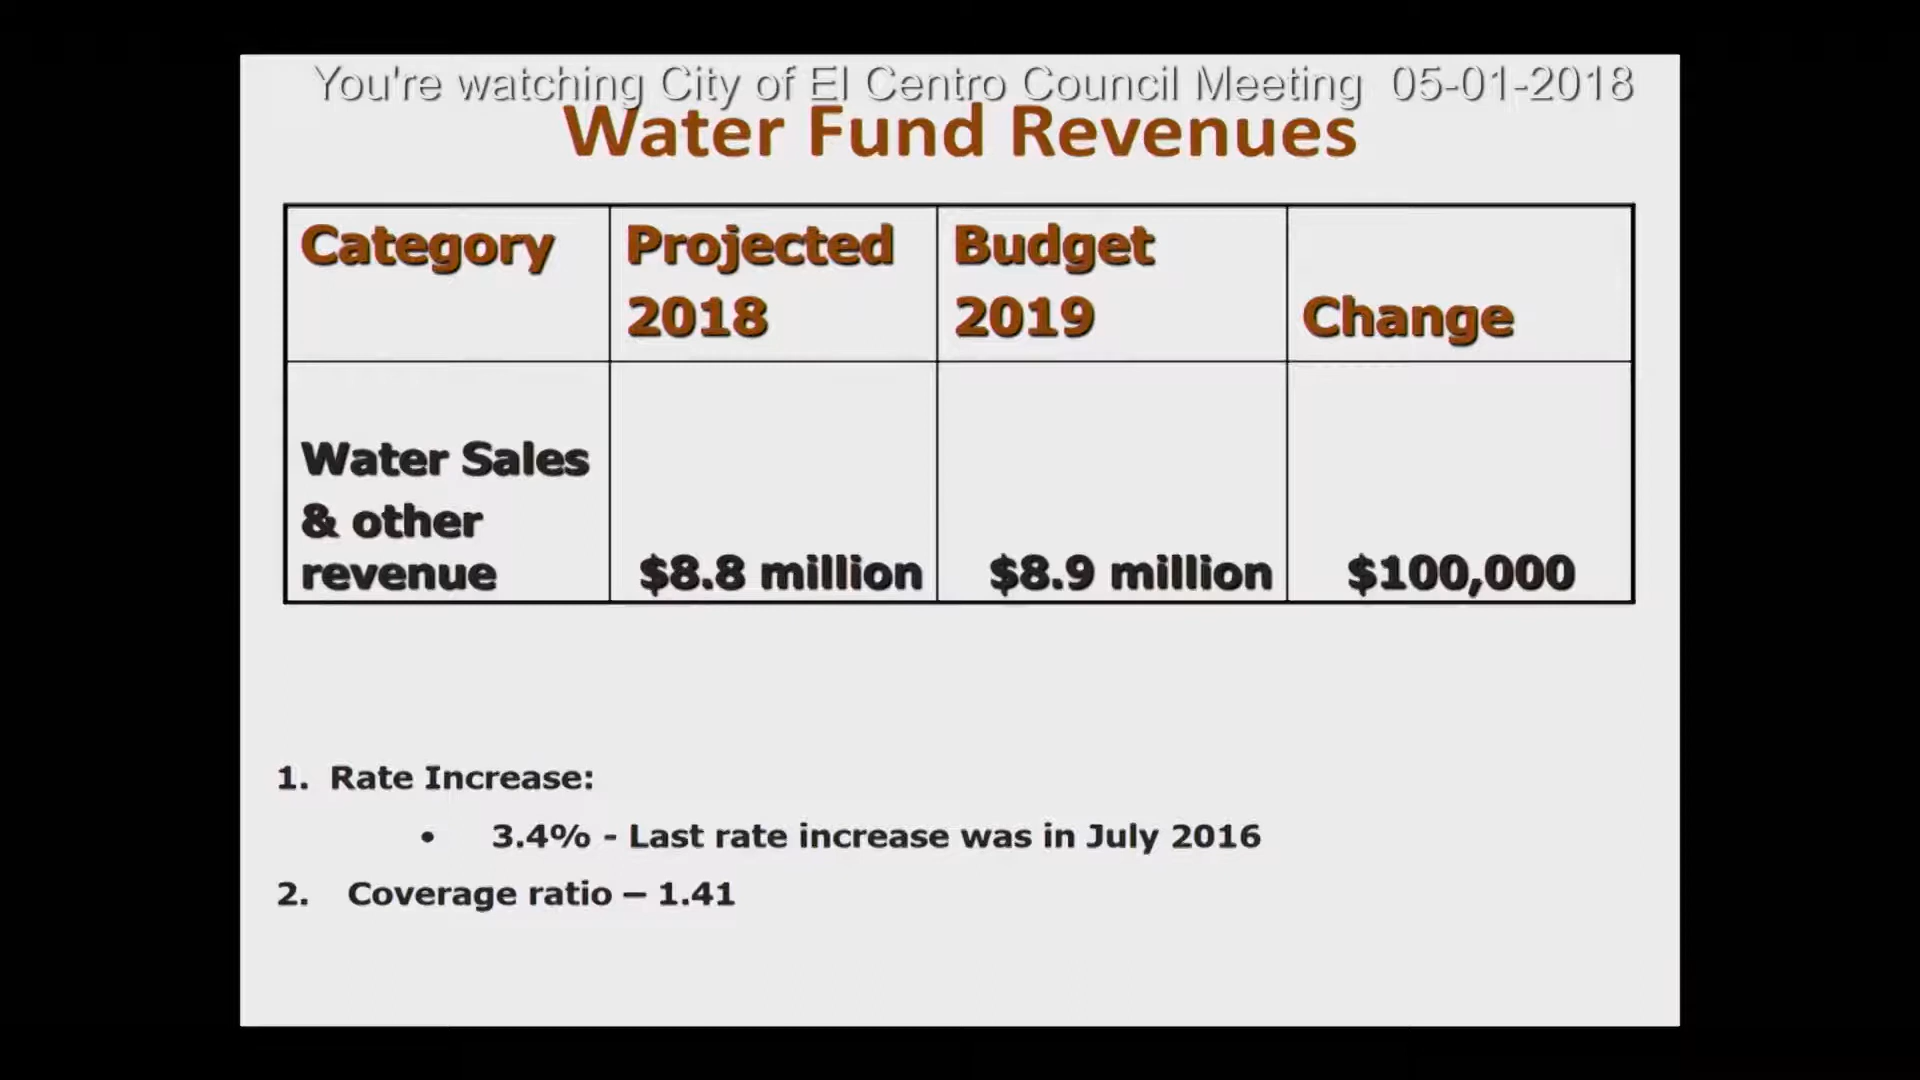 You're watching City of El Centro Council Meeting 05-01-2018
Water Fund Revenues
Category
Projected
2018
Budget
2019
Change
Water Sales
& other
revenue
$8.8 million
$8.9 million
$100,000
1. Rate Increase:
• 3.4% - Last rate increase was in July 2016
2. Coverage ratio – 1.41